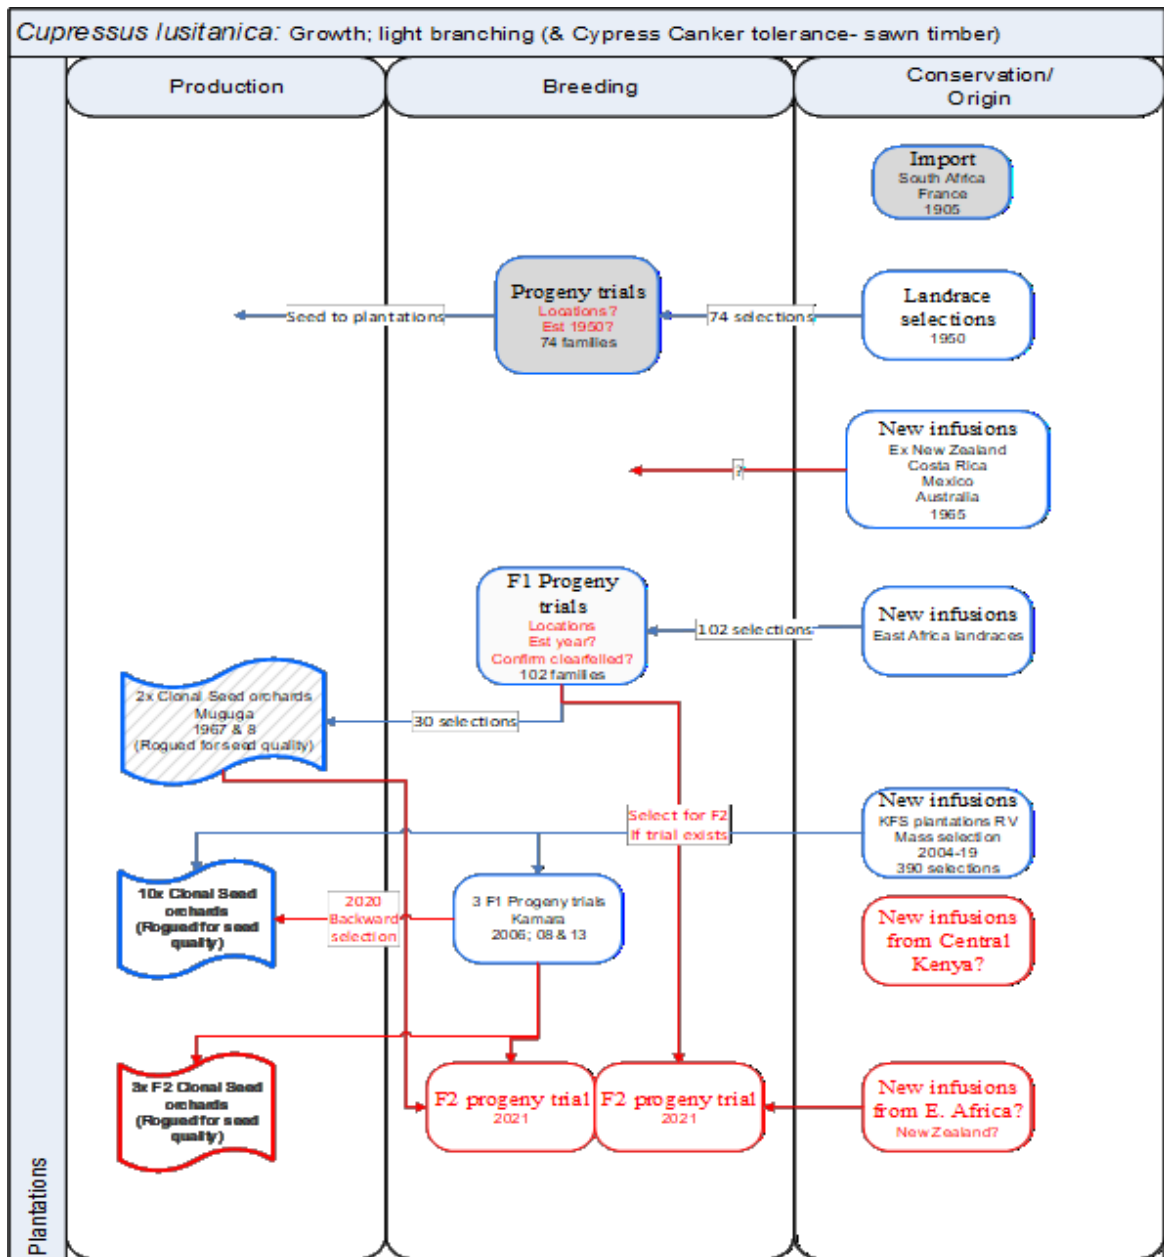 Cupressus lusitanica: Growth; light branching (& Cypress Canker tolerance- sawn timber)
Production
Breeding
Conservation/
Origin
Import
South Africa
France
1905
Progeny trials
Locations?
Est 1950?
74 families
Seed to plantations
74 selections
Landrace
selections
1950
New infusions
Ex New Zealand
Costa Rica
Mexico
Australia
1965
?
F1 Progeny
trials
Locations
Est year?
Confirm clearfelled?
102 families
102 selections
New infusions
East Africa landraces
2x Clonal Seed orchards
Muguga
1967 & 8
(Rogued for seed quality)
30 selections
Select for F2
If trial exists
New infusions
KFS plantations RV
Mass selection
2004-19
390 selections
10x Clonal Seed
orchards
(Rogued for seed
quality)
2020
Backward
selection
3 F1 Progeny trials
Kamara
2006; 08 & 13
New infusions
from Central
Kenya?
3x F2 Clonal Seed
orchards
(Rogued for seed
quality)
F2 progeny trial
2021
F2 progeny trial
2021
New infusions
from E. Africa?
New Zealand?
Plantations